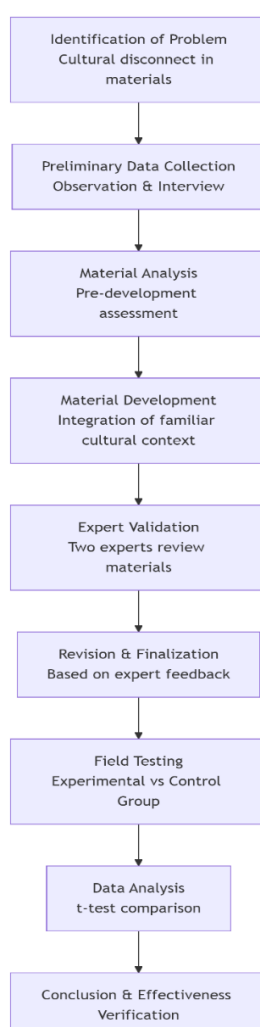 Identification of Problem
Cultural disconnect in
materials
Preliminary Data Collection
Observation & Interview
Material Analysis
Pre-development
assessment
Material Development
Integration of familiar
cultural context
Expert Validation
Two experts review
materials
Revision & Finalization
Based on expert feedback
Field Testing
Experimental vs Control
Group
Data Analysis
t-test comparison
Conclusion & Effectiveness
Verification